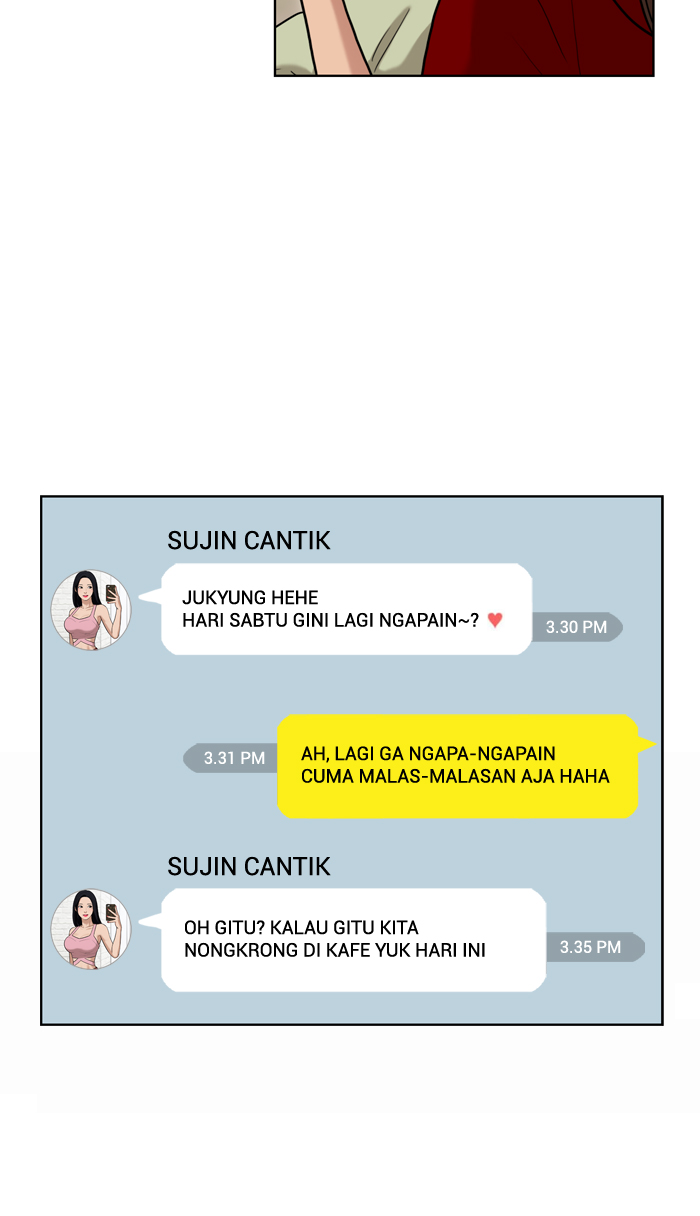 SUJIN CANTIK
JUKYUNG HEHE
HARI SABTU GINI LAGI NGAPAIN~? ♥
3.30 PM
3.31 PM
AH, LAGI GA NGAPA-NGAPAIN
CUMA MALAS-MALASAN AJA HAHA
SUJIN CANTIK
OH GITU? KALAU GITU KITA
NONGKRONG DI KAFE YUK HARI INI
3.35 PM